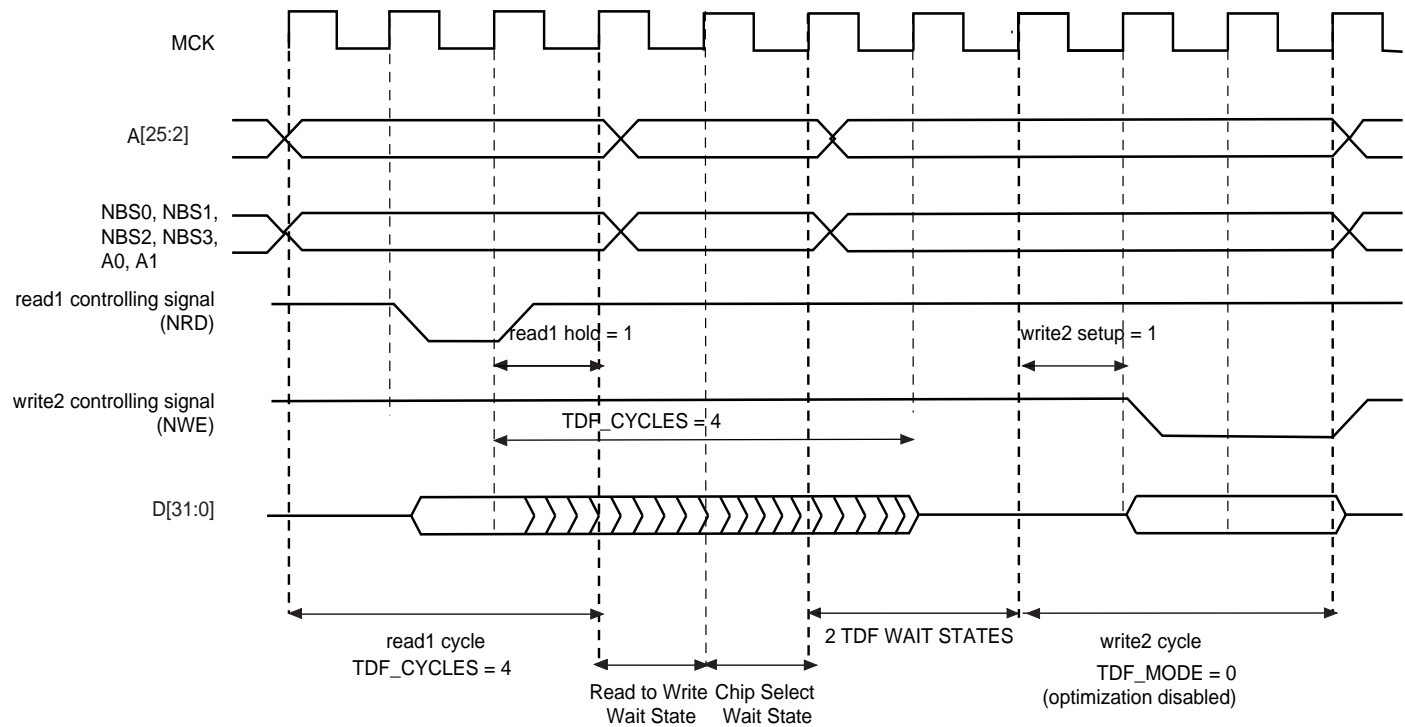 MCK
A[25:2]
NBS0, NBS1,
NBS2, NBS3,
A0, A1
read1 controlling signal
(NRD)
read1 hold = 1
write2 setup = 1
write2 controlling signal
(NWE)
TDF_CYCLES = 4
D[31:0]
read1 cycle
TDF_CYCLES = 4
2 TDF WAIT STATES
write2 cycle
TDF_MODE = 0
(optimization disabled)
Read to Write
Wait State
Chip Select
Wait State